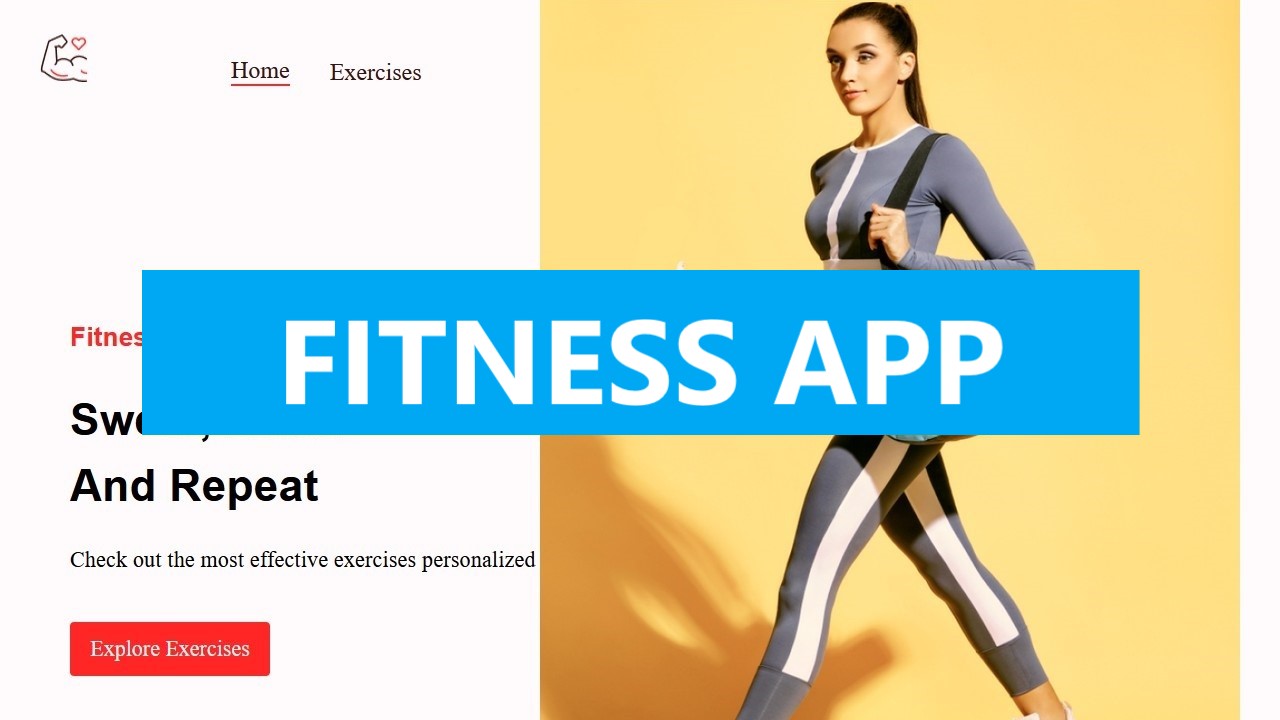 Home
Exercises
FITNESS APP
And Repeat
Check out the most effective exercises personalized
Explore Exercises